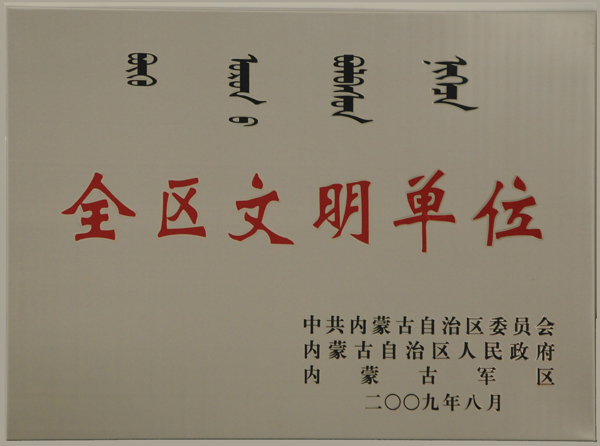 全区文明单位
中共内蒙古自治区委员会
内蒙古自治区人民政府
内蒙古军区
二〇〇九年八月